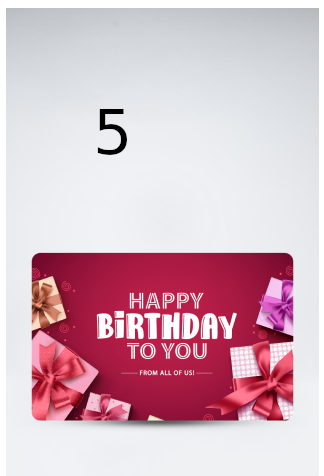 5
HAPPY
BiRTHDAY
TO YOU
FROM ALL OF US!